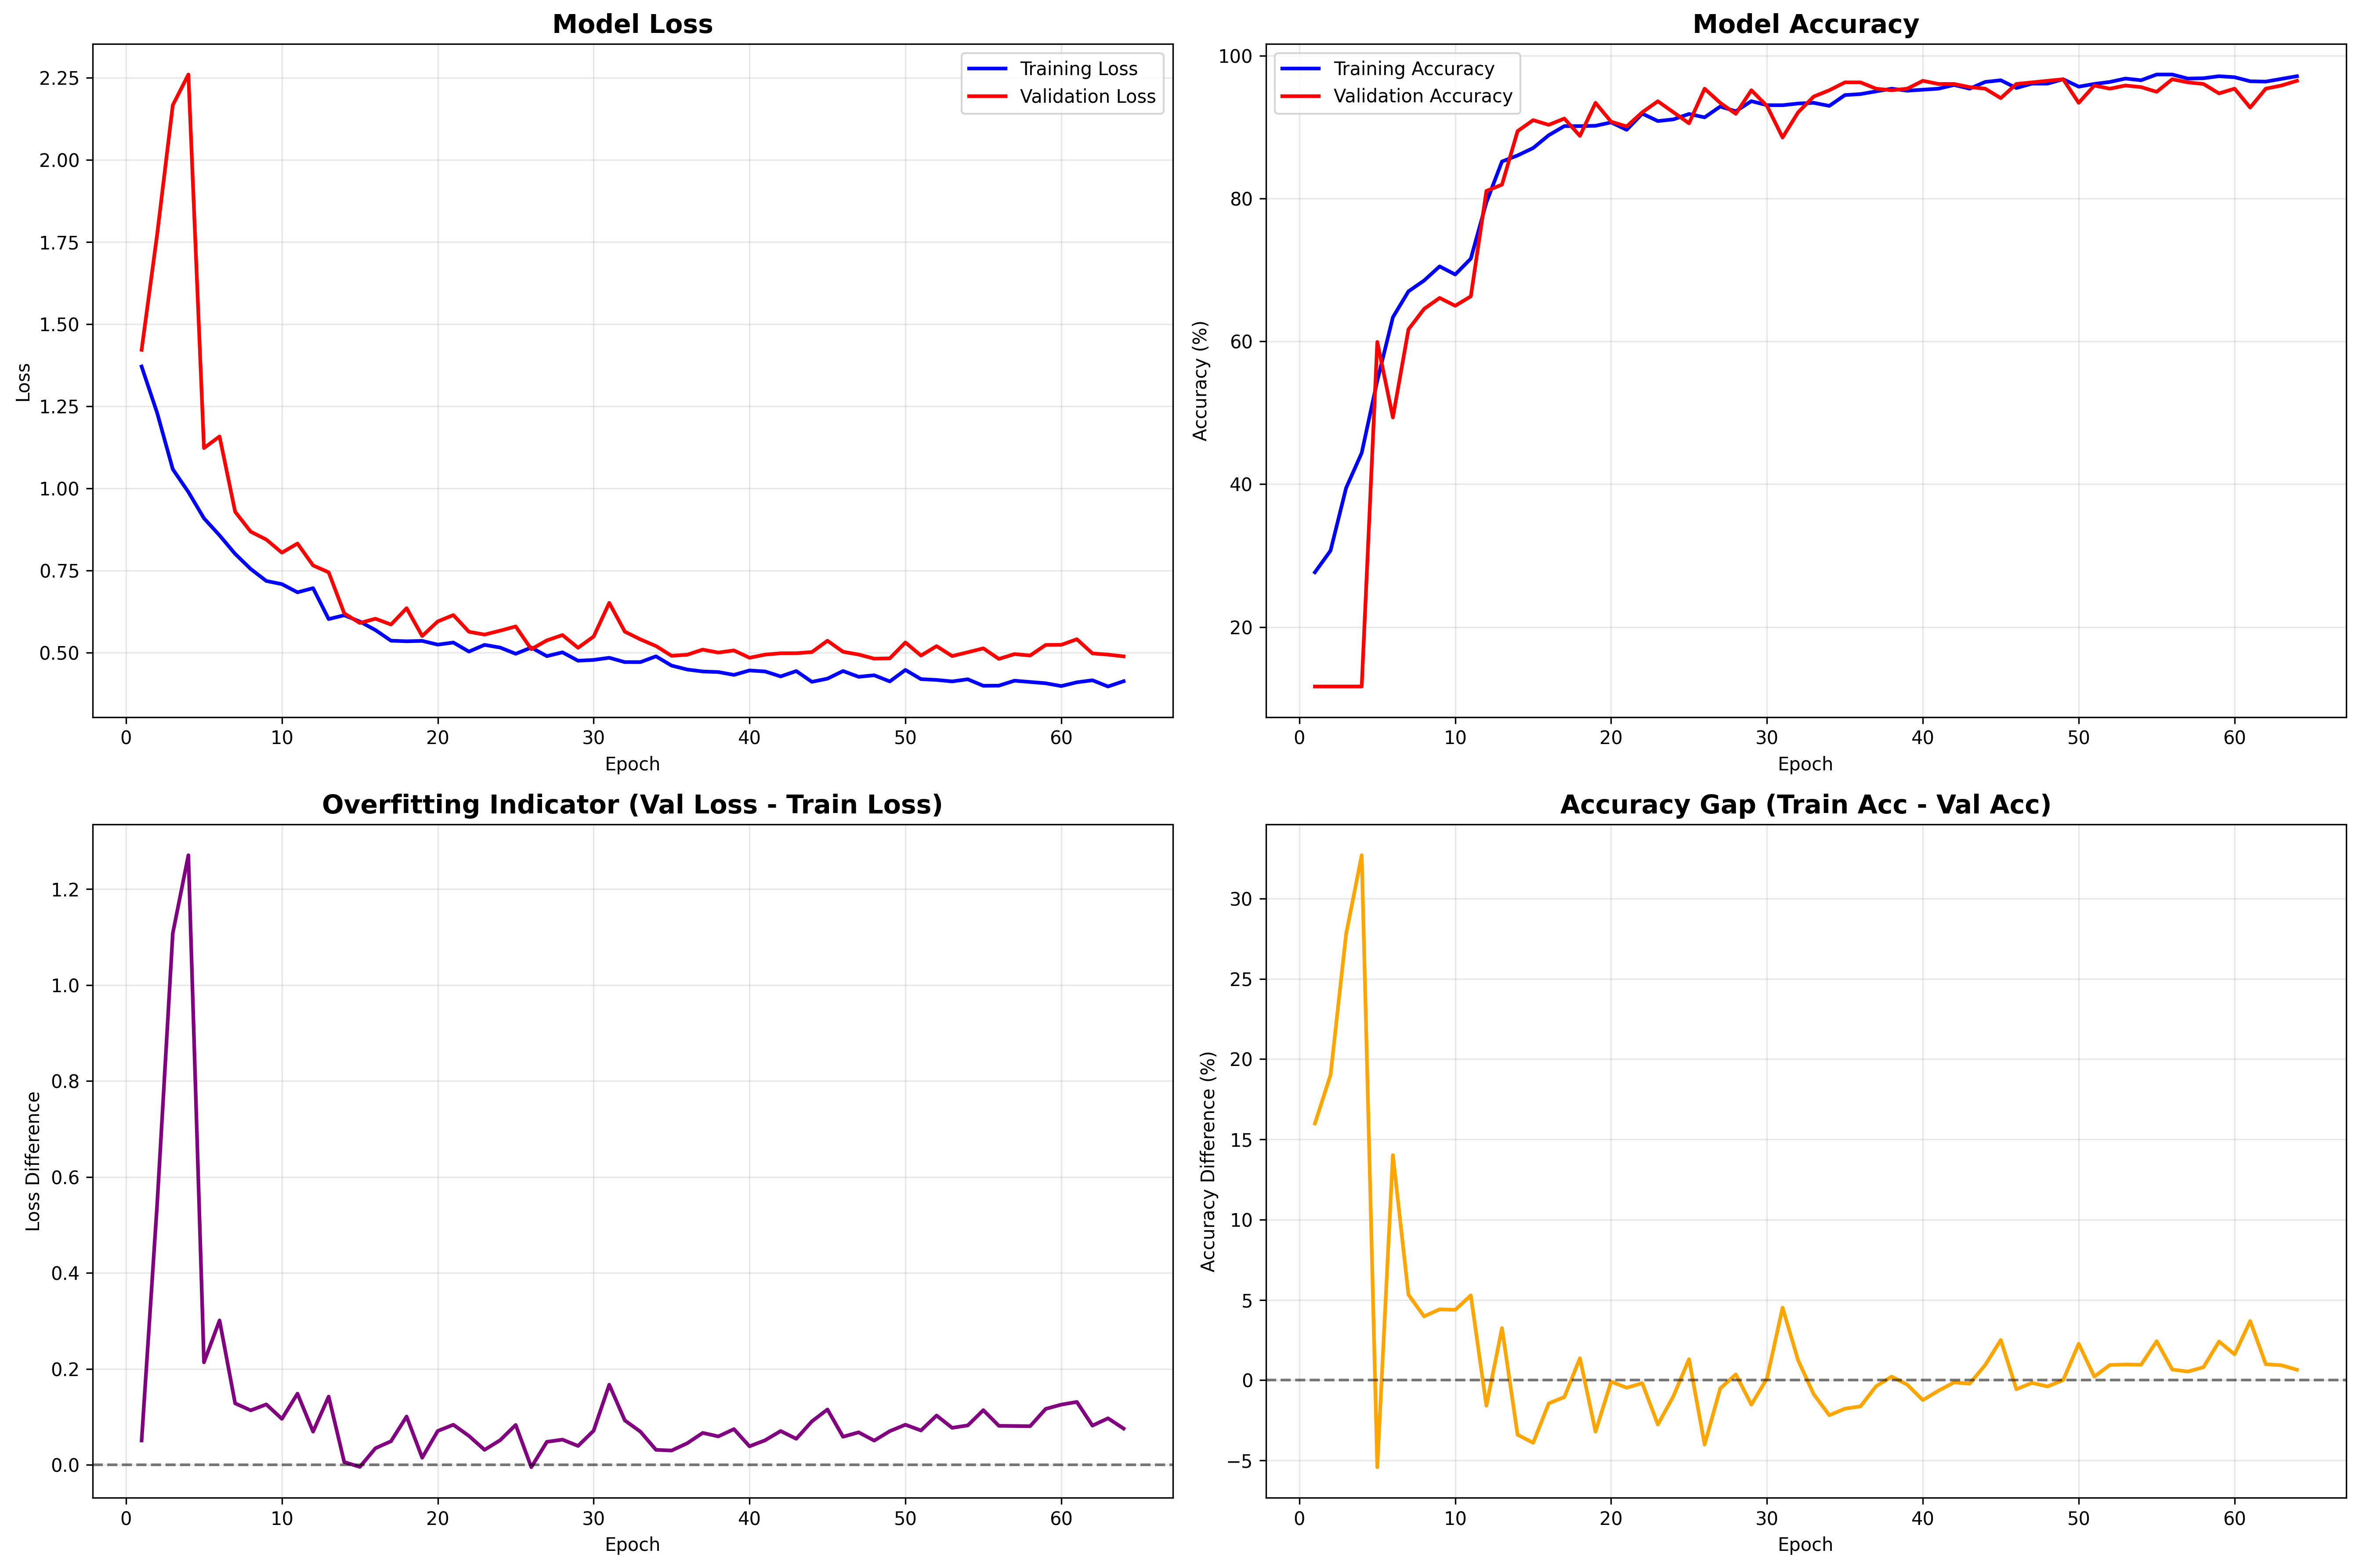 Model Loss
Training Loss
Validation Loss
2.25
2.00
1.75
1.50
1.25
1.00
0.75
0.50
Loss
0 10 20 30 40 50 60
Epoch
Model Accuracy
Training Accuracy
Validation Accuracy
100
80
60
40
20
Accuracy (%)
0 10 20 30 40 50 60
Epoch
Overfitting Indicator (Val Loss - Train Loss)
1.2
1.0
0.8
0.6
0.4
0.2
0.0
Loss Difference
0 10 20 30 40 50 60
Epoch
Accuracy Gap (Train Acc - Val Acc)
30
25
20
15
10
5
0
−5
Accuracy Difference (%)
0 10 20 30 40 50 60
Epoch